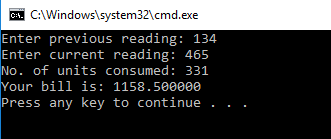 C:\Windows\system32\cmd.exe
Enter previous reading: 134
Enter current reading: 465
No. of units consumed: 331
Your bill is: 1158.500000
Press any key to continue . . .